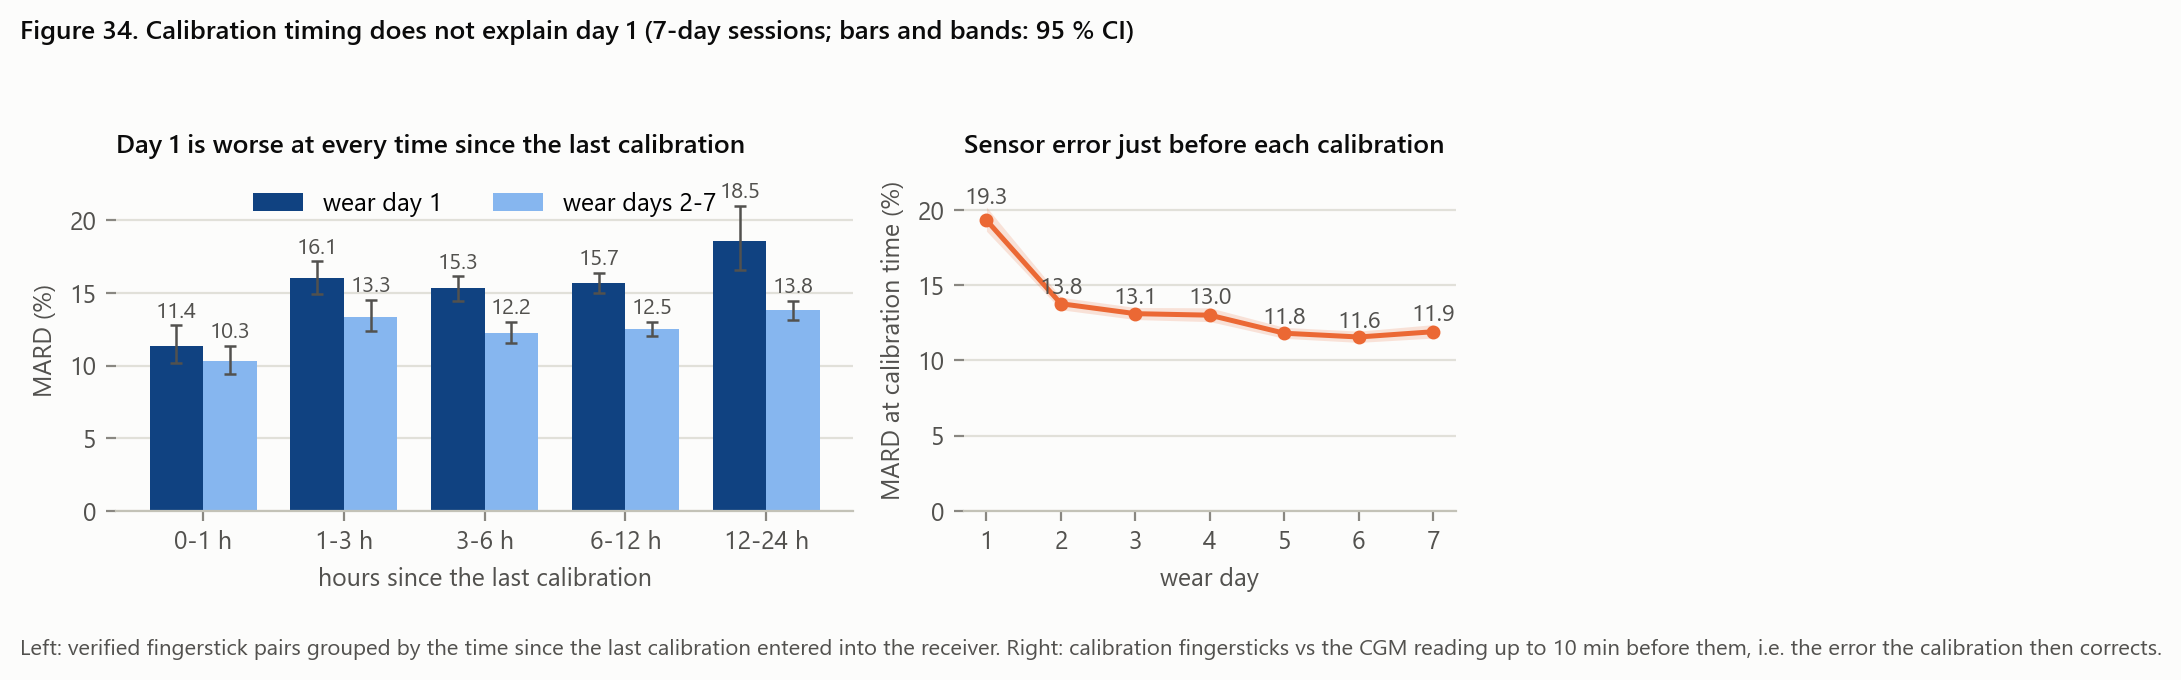 Figure 34. Calibration timing does not explain day 1 (7-day sessions; bars and bands: 95 % CI)
Day 1 is worse at every time since the last calibration
wear day 1
wear days 2-7
MARD (%)
20
15
10
5
0
11.4
10.3
16.1
13.3
15.3
12.2
15.7
12.5
18.5
13.8
0-1 h
1-3 h
3-6 h
6-12 h
12-24 h
hours since the last calibration
Sensor error just before each calibration
MARD at calibration time (%)
20
15
10
5
0
19.3
13.8
13.1
13.0
11.8
11.6
11.9
1
2
3
4
5
6
7
wear day
Left: verified fingerstick pairs grouped by the time since the last calibration entered into the receiver. Right: calibration fingersticks vs the CGM reading up to 10 min before them, i.e. the error the calibration then corrects.